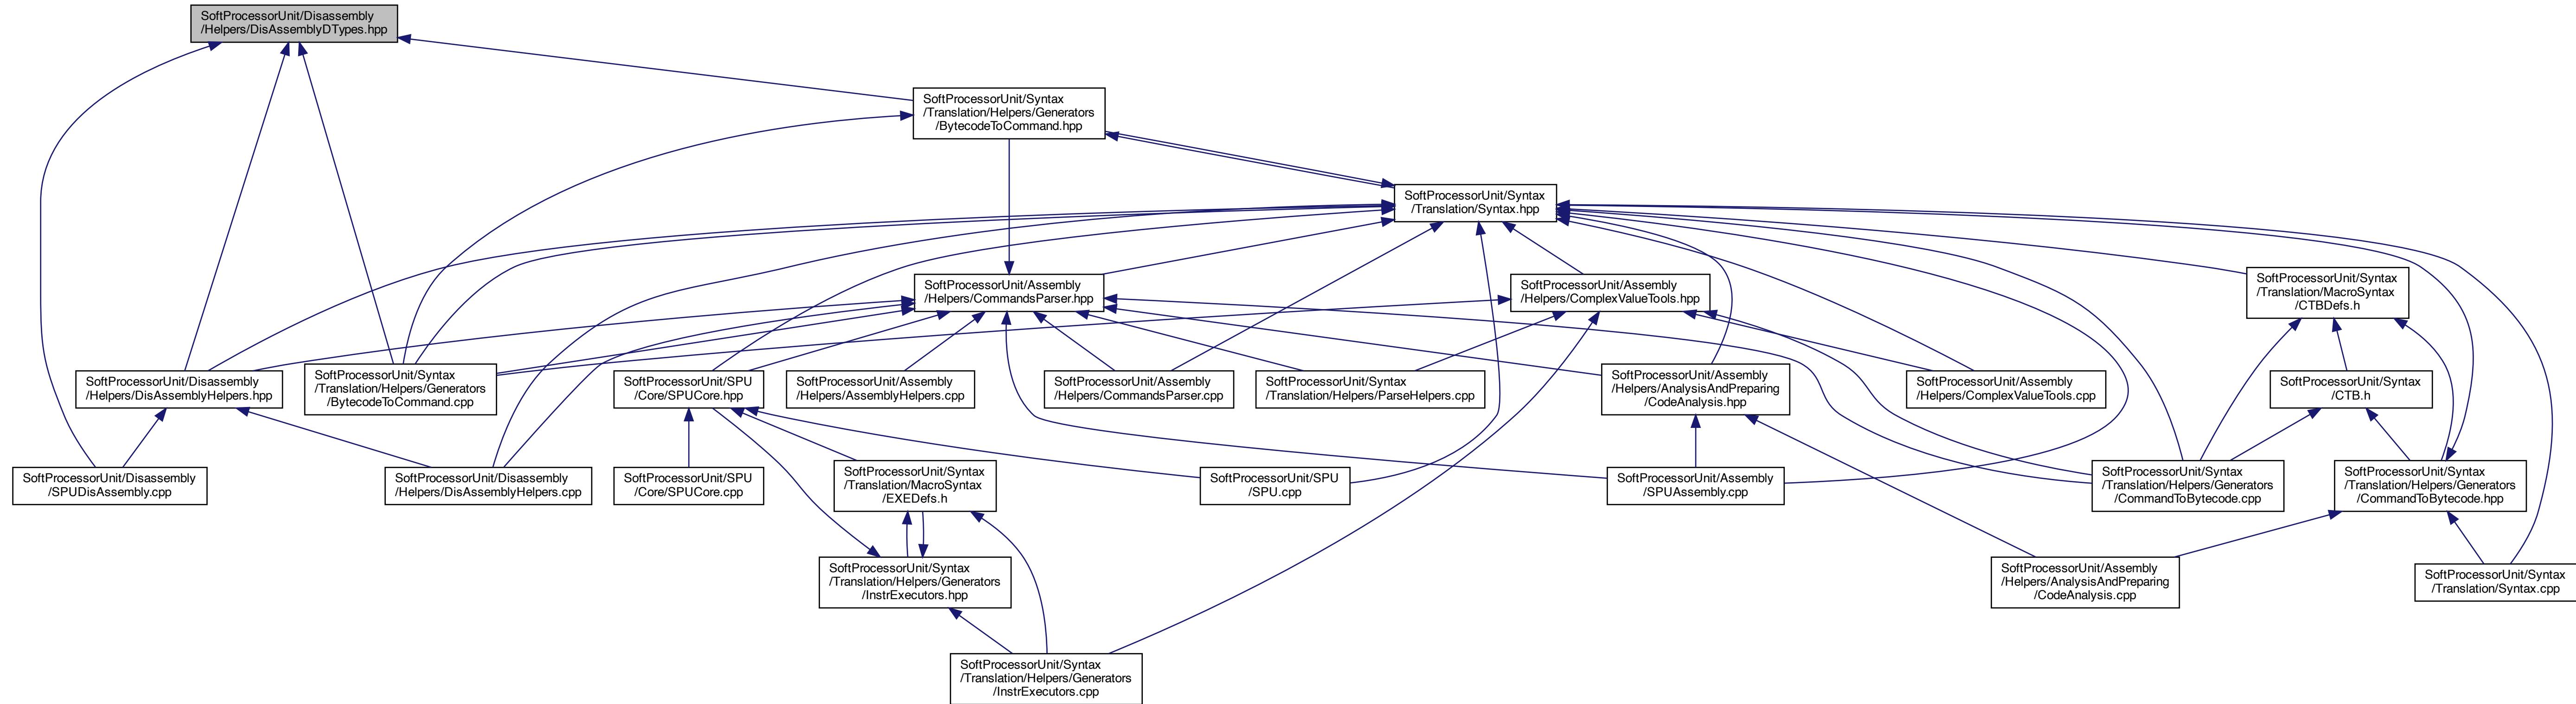 SoftProcessorUnit/Disassembly
/Helpers/DisAssemblyDTypes.hpp
SoftProcessorUnit/Syntax
/Translation/Helpers/Generators
/BytecodeToCommand.hpp
SoftProcessorUnit/Syntax
/Translation/Syntax.hpp
SoftProcessorUnit/Assembly
/Helpers/CommandsParser.hpp
SoftProcessorUnit/Assembly
/Helpers/ComplexValueTools.hpp
SoftProcessorUnit/Syntax
/Translation/MacroSyntax
/CTBDefs.h
SoftProcessorUnit/Disassembly
/Helpers/DisAssemblyHelpers.hpp
SoftProcessorUnit/Syntax
/Translation/Helpers/Generators
/BytecodeToCommand.cpp
SoftProcessorUnit/SPU
/Core/SPUCore.hpp
SoftProcessorUnit/Assembly
/Helpers/AssemblyHelpers.cpp
SoftProcessorUnit/Assembly
/Helpers/CommandsParser.cpp
SoftProcessorUnit/Syntax
/Translation/Helpers/ParseHelpers.cpp
SoftProcessorUnit/Assembly
/Helpers/AnalysisAndPreparing
/CodeAnalysis.hpp
SoftProcessorUnit/Assembly
/Helpers/ComplexValueTools.cpp
SoftProcessorUnit/Syntax
/CTB.h
SoftProcessorUnit/Disassembly
/SPUDisAssembly.cpp
SoftProcessorUnit/Disassembly
/Helpers/DisAssemblyHelpers.cpp
SoftProcessorUnit/SPU
/Core/SPUCore.cpp
SoftProcessorUnit/Syntax
/Translation/MacroSyntax
/EXEDefs.h
SoftProcessorUnit/SPU
/SPU.cpp
SoftProcessorUnit/Assembly
/SPUAssembly.cpp
SoftProcessorUnit/Syntax
/Translation/Helpers/Generators
/CommandToBytecode.cpp
SoftProcessorUnit/Syntax
/Translation/Helpers/Generators
/CommandToBytecode.hpp
SoftProcessorUnit/Syntax
/Translation/Helpers/Generators
/InstrExecutors.hpp
SoftProcessorUnit/Assembly
/Helpers/AnalysisAndPreparing
/CodeAnalysis.cpp
SoftProcessorUnit/Syntax
/Translation/Syntax.cpp
SoftProcessorUnit/Syntax
/Translation/Helpers/Generators
/InstrExecutors.cpp